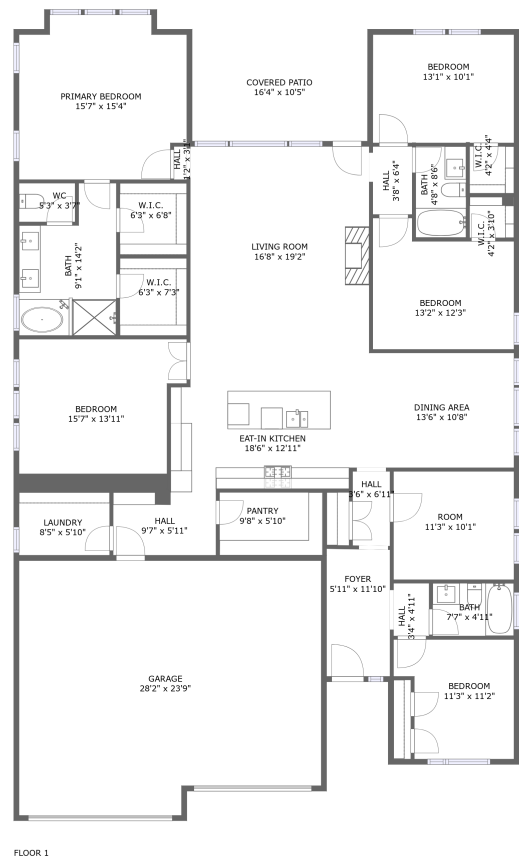 PRIMARY BEDROOM
15'7" x 15'4"
COVERED PATIO
16'4" x 10'5"
BEDROOM
13'1" x 10'1"
HALL
HALL
3'8" x 6'4"
BATH
4'8" x 8'6"
W.I.C.
4'2" x 4'4"
WC
5'3" x 3'7"
W.I.C.
6'3" x 6'8"
W.I.C.
4'2" x 3'10"
LIVING ROOM
16'8" x 19'2"
BATH
9'1" x 14'2"
W.I.C.
6'3" x 7'3"
BEDROOM
13'2" x 12'3"
BEDROOM
15'7" x 13'11"
DINING AREA
13'6" x 10'8"
EAT-IN KITCHEN
18'6" x 12'11"
HALL
3'6" x 6'11"
LAUNDRY
8'5" x 5'10"
HALL
9'7" x 5'11"
PANTRY
9'8" x 5'10"
ROOM
11'3" x 10'1"
FOYER
5'11" x 11'10"
HALL
3'4" x 4'11"
BATH
7'7" x 4'11"
GARAGE
28'2" x 23'9"
BEDROOM
11'3" x 11'2"
FLOOR 1